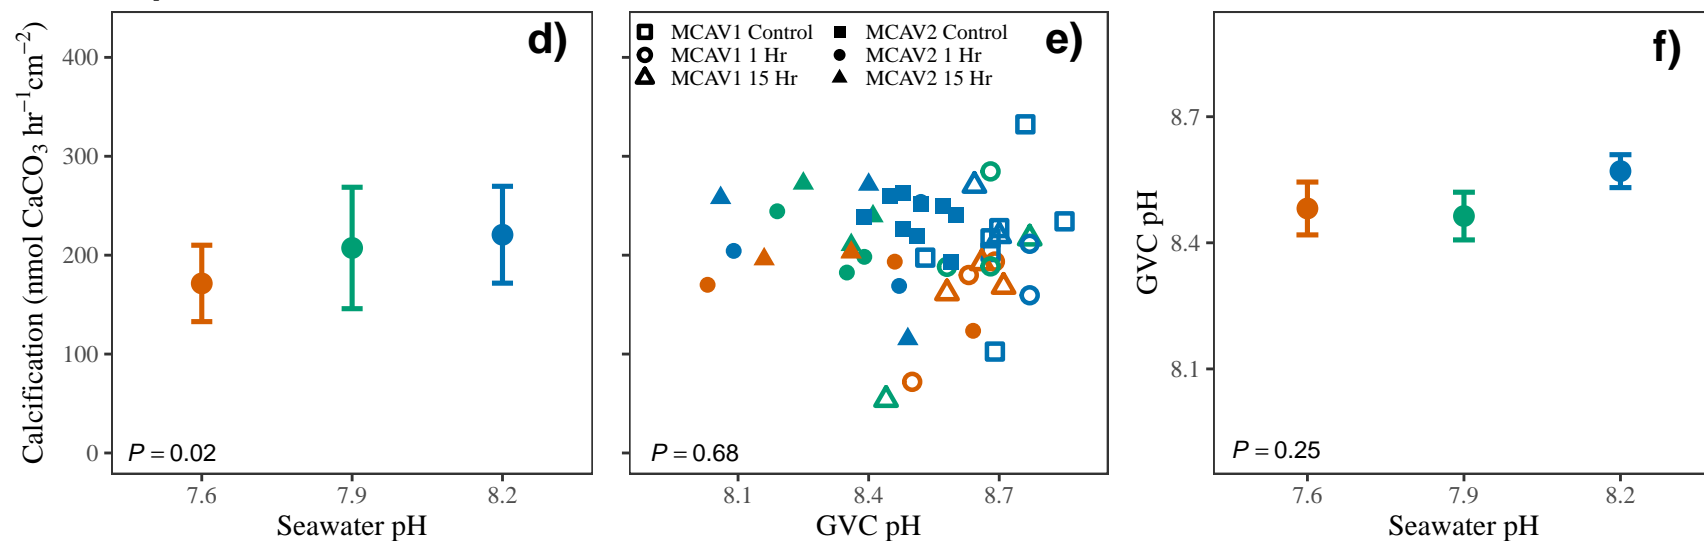 Calcification (nmol CaCO₃ hr⁻¹cm⁻²)
400
300
200
100
0
d)
P = 0.02
7.6 7.9 8.2
Seawater pH
e)
MCAV1 Control MCAV2 Control
MCAV1 1 Hr MCAV2 1 Hr
MCAV1 15 Hr MCAV2 15 Hr
P = 0.68
8.1 8.4 8.7
GVC pH
f)
GVC pH
8.7
8.4
8.1
P = 0.25
7.6 7.9 8.2
Seawater pH